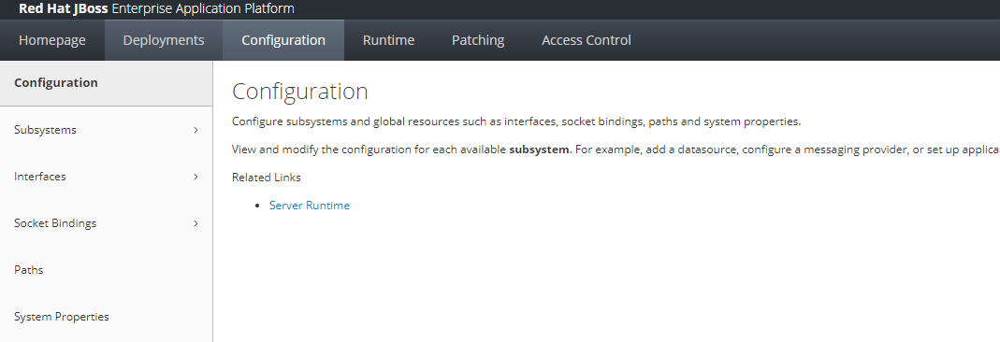 Red Hat JBoss Enterprise Application Platform
Homepage Deployments Configuration Runtime Patching Access Control
Configuration
Subsystems
Interfaces
Socket Bindings
Paths
System Properties
Configuration
Configure subsystems and global resources such as interfaces, socket bindings, paths and system properties.
View and modify the configuration for each available subsystem. For example, add a datasource, configure a messaging provider, or set up applica
Related Links
Server Runtime